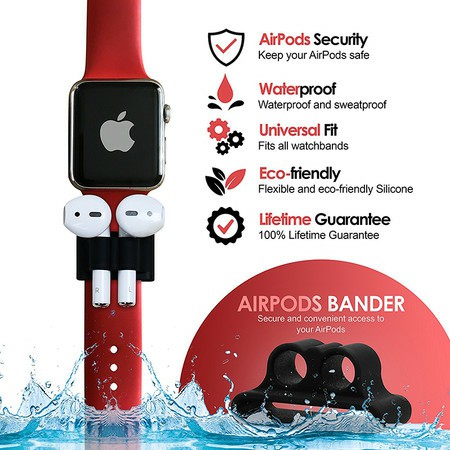 AirPods Security
Keep your AirPods safe
Waterproof
Waterproof and sweatproof
Universal Fit
Fits all watchbands
Eco-friendly
Flexible and eco-friendly Silicone
Lifetime Guarantee
100% Lifetime Guarantee
AIRPODS BANDER
Secure and convenient access to
your AirPods
R
L